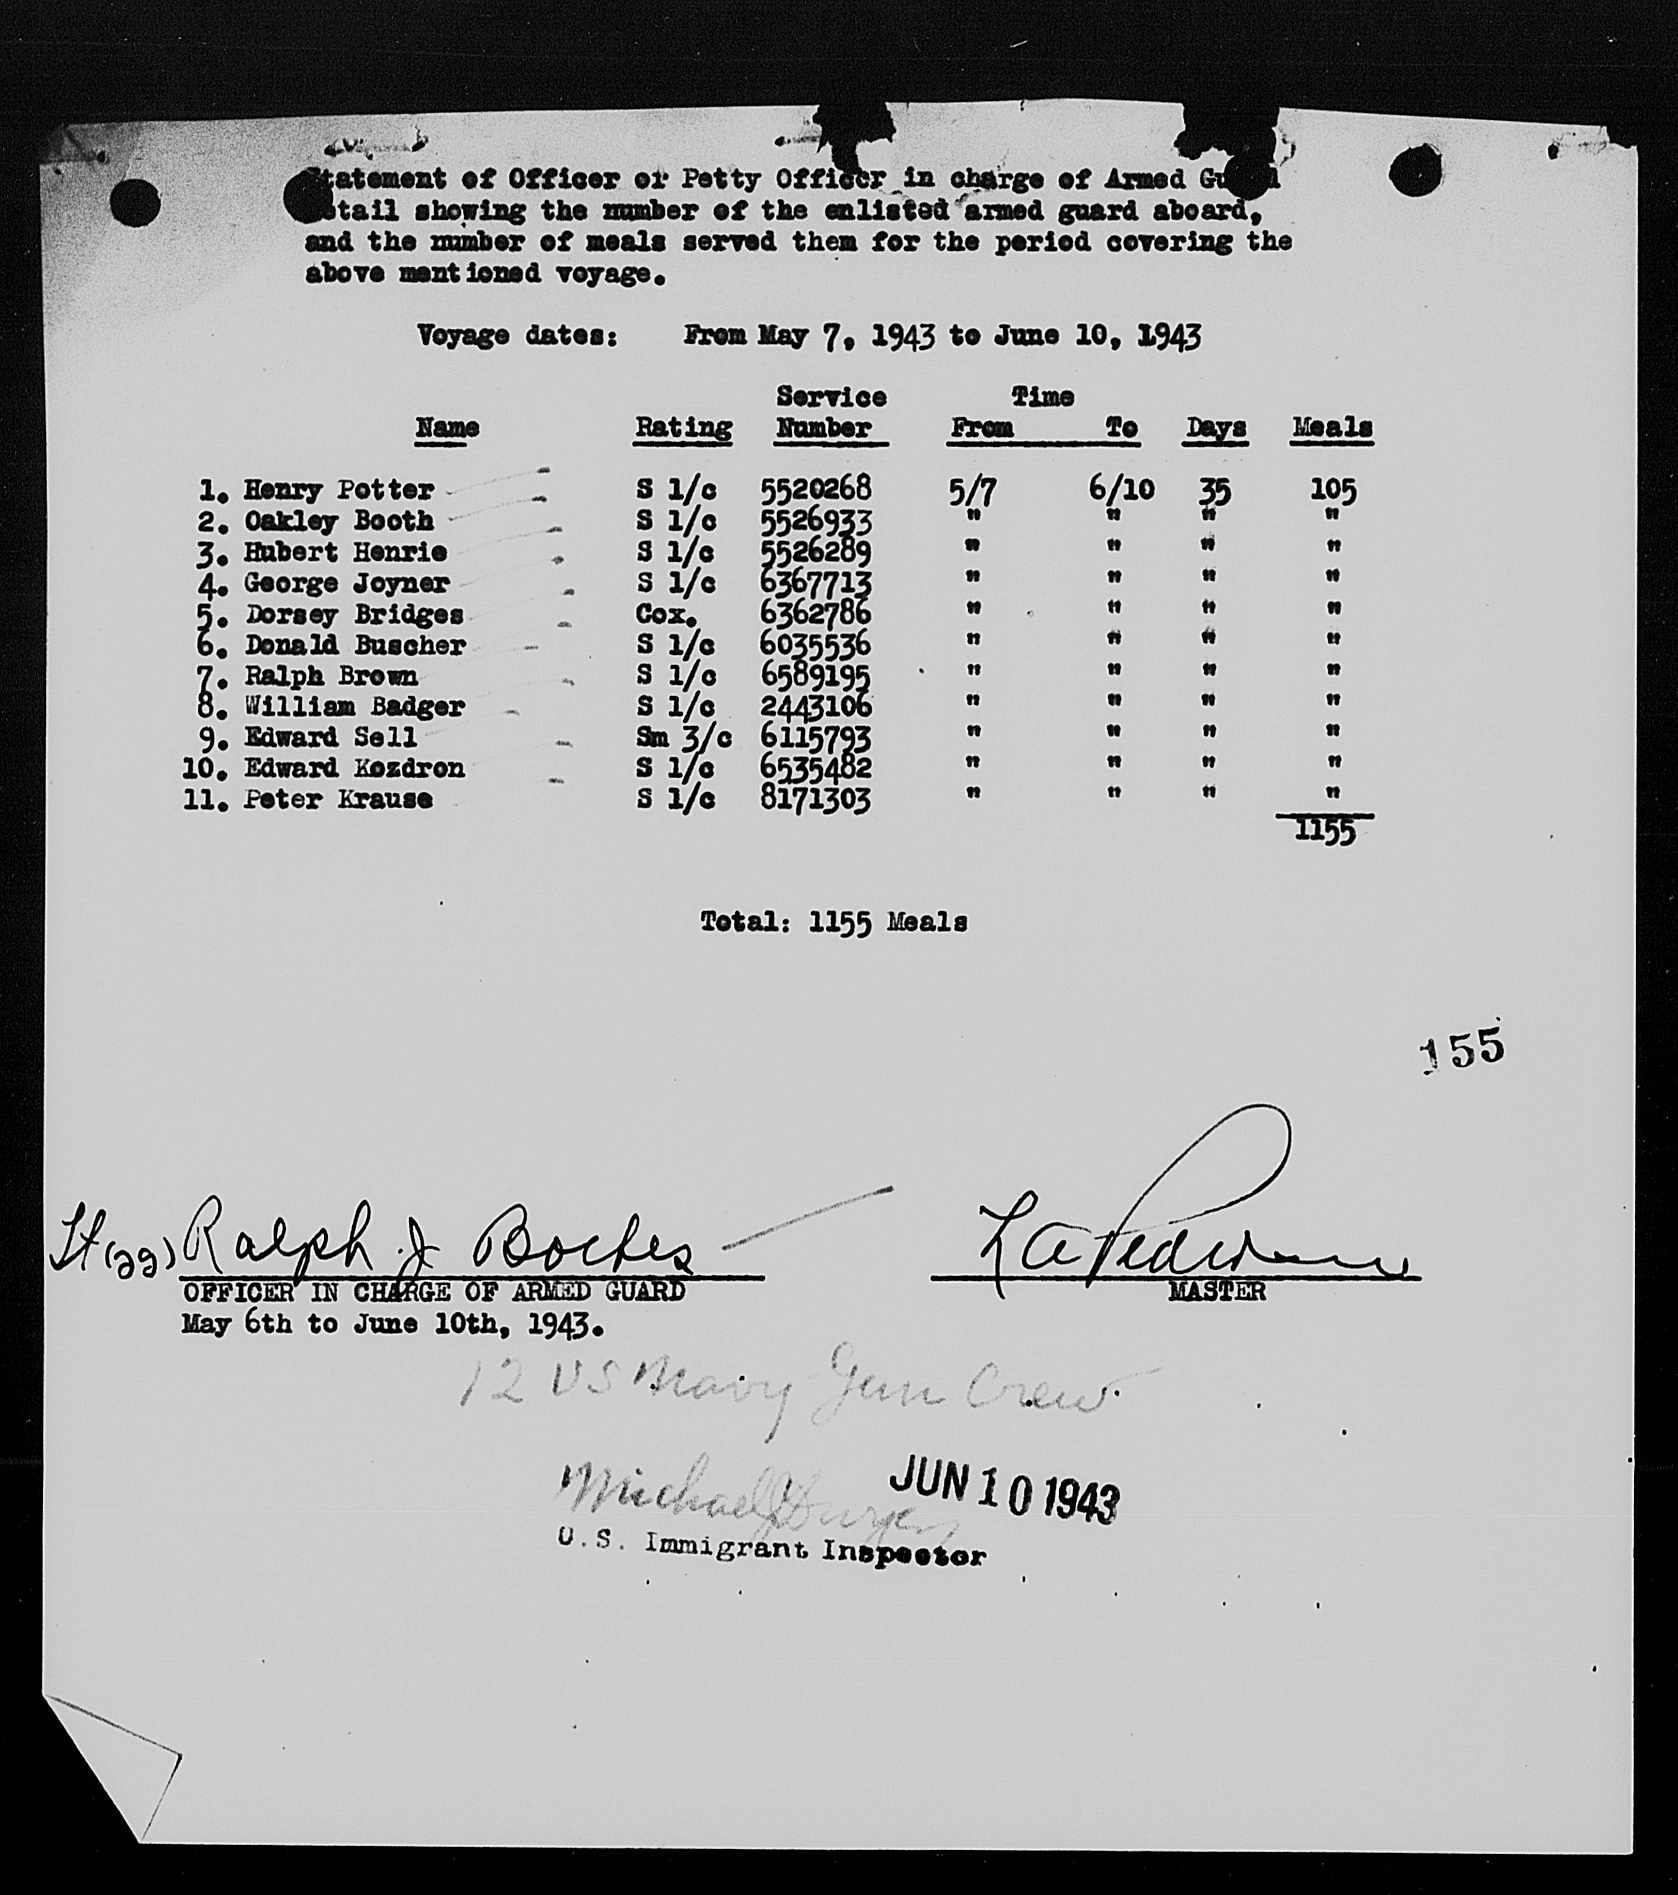 Statement of Officer or Petty Officer in charge of Armed Guard
Detail showing the number of the enlisted armed guard aboard,
and the number of meals served them for the period covering the
above mentioned voyage.
Voyage dates: From May 7, 1943 to June 10, 1943
Service Time
Name Rating Number From To Days Meals
1. Henry Potter S 1/c 5520268 5/7 6/10 35 105
2. Oakley Booth S 1/c 5526933 " " " "
3. Hubert Henrie S 1/c 5526289 " " " "
4. George Joyner S 1/c 6367713 " " " "
5. Dorsey Bridges Cox. 6362786 " " " "
6. Donald Buscher S 1/c 6035536 " " " "
7. Ralph Brown S 1/c 6589195 " " " "
8. William Badger S 1/c 2443106 " " " "
9. Edward Sell Sm 3/c 6115793 " " " "
10. Edward Kozdron S 1/c 6535482 " " " "
11. Peter Krause S 1/c 8171303 " " " "
1155
Total: 1155 Meals
155
Lt (jg) Ralph J
OFFICER IN CHARGE OF ARMED GUARD MASTER
May 6th to June 10th, 1943.
12 US Navy Gun Crew
Michael JUN 10 1943
U.S. Immigrant Inspector